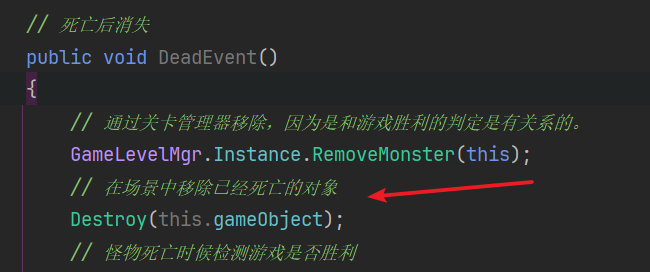 // 死亡后消失
public void DeadEvent()
{
// 通过关卡管理器移除，因为是和游戏胜利的判定是有关系的。
GameLevelMgr.Instance.RemoveMonster(this);
// 在场景中移除已经死亡的对象
Destroy(this.gameObject);
// 怪物死亡时候检测游戏是否胜利